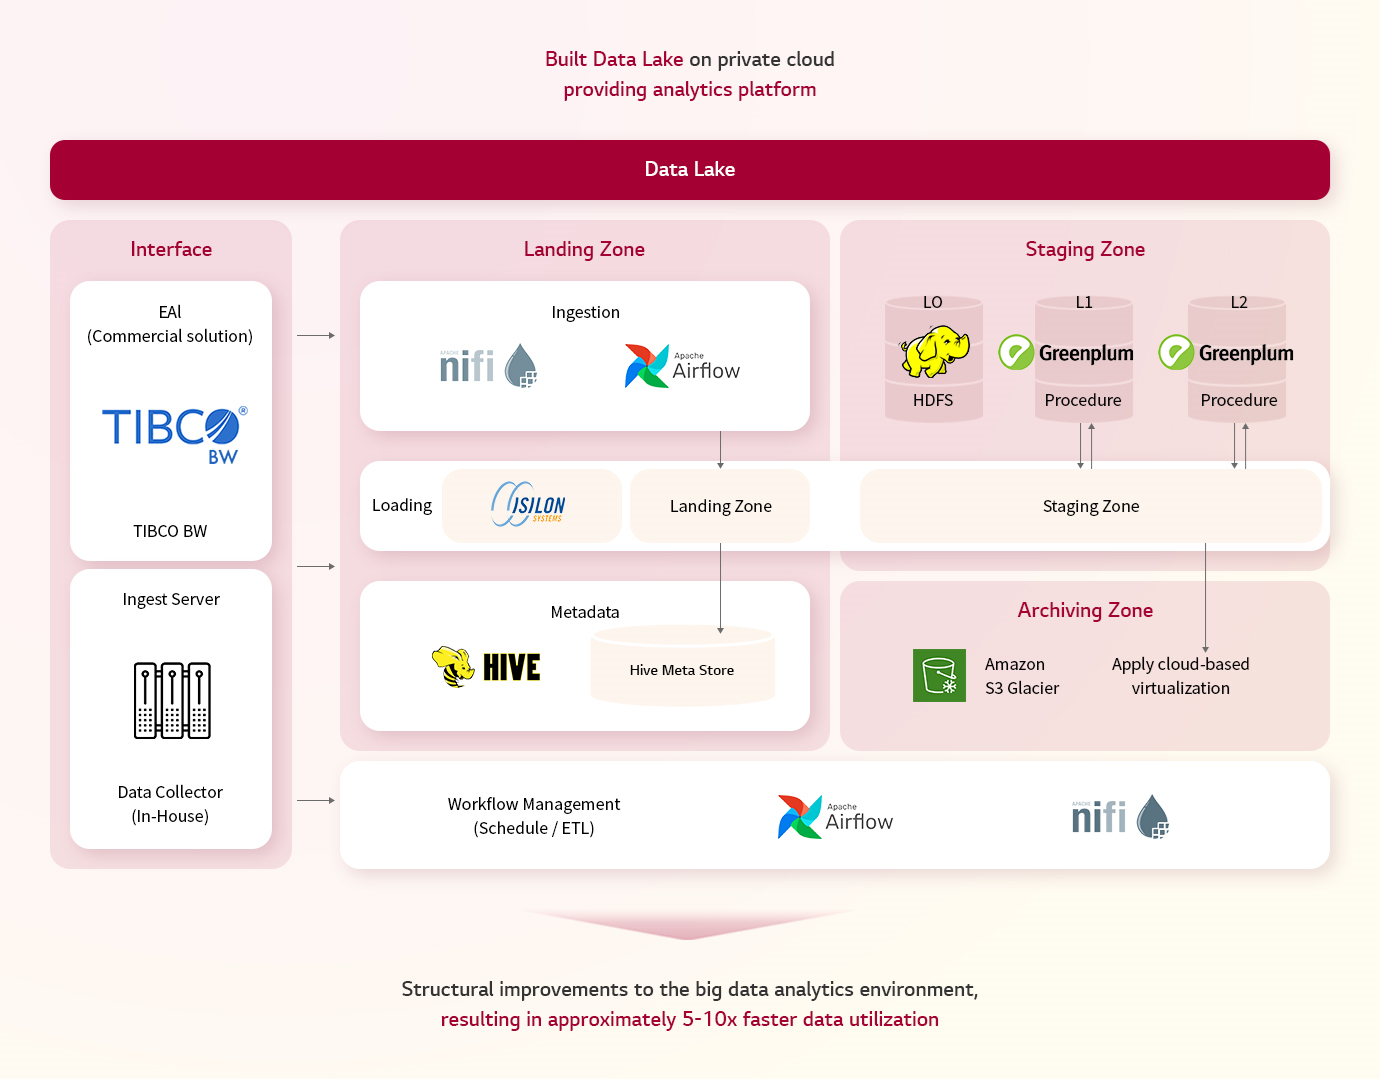 Built Data Lake on private cloud
providing analytics platform
Data Lake
Interface
EAl
(Commercial solution)
TIBCO®
BW
TIBCO BW
Ingest Server
Data Collector
(In-House)
Landing Zone
Ingestion
APACHE
nifi
Apache
Airflow
Loading
ISILON
SYSTEMS
Landing Zone
Metadata
HIVE
Hive Meta Store
Staging Zone
LO
HDFS
L1
Greenplum
Procedure
L2
Greenplum
Procedure
Staging Zone
Archiving Zone
Amazon
S3 Glacier
Apply cloud-based
virtualization
Workflow Management
(Schedule / ETL)
Apache
Airflow
APACHE
nifi
Structural improvements to the big data analytics environment,
resulting in approximately 5-10x faster data utilization